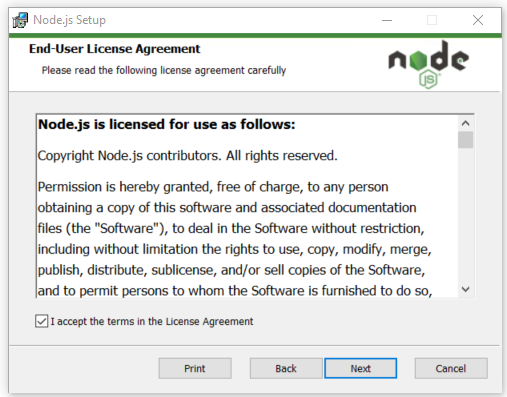 Node.js Setup
End-User License Agreement
Please read the following license agreement carefully
node
JS
Node.js is licensed for use as follows:
Copyright Node.js contributors. All rights reserved.
Permission is hereby granted, free of charge, to any person
obtaining a copy of this software and associated documentation
files (the "Software"), to deal in the Software without restriction,
including without limitation the rights to use, copy, modify, merge,
publish, distribute, sublicense, and/or sell copies of the Software,
and to permit persons to whom the Software is furnished to do so,
I accept the terms in the License Agreement
Print
Back
Next
Cancel